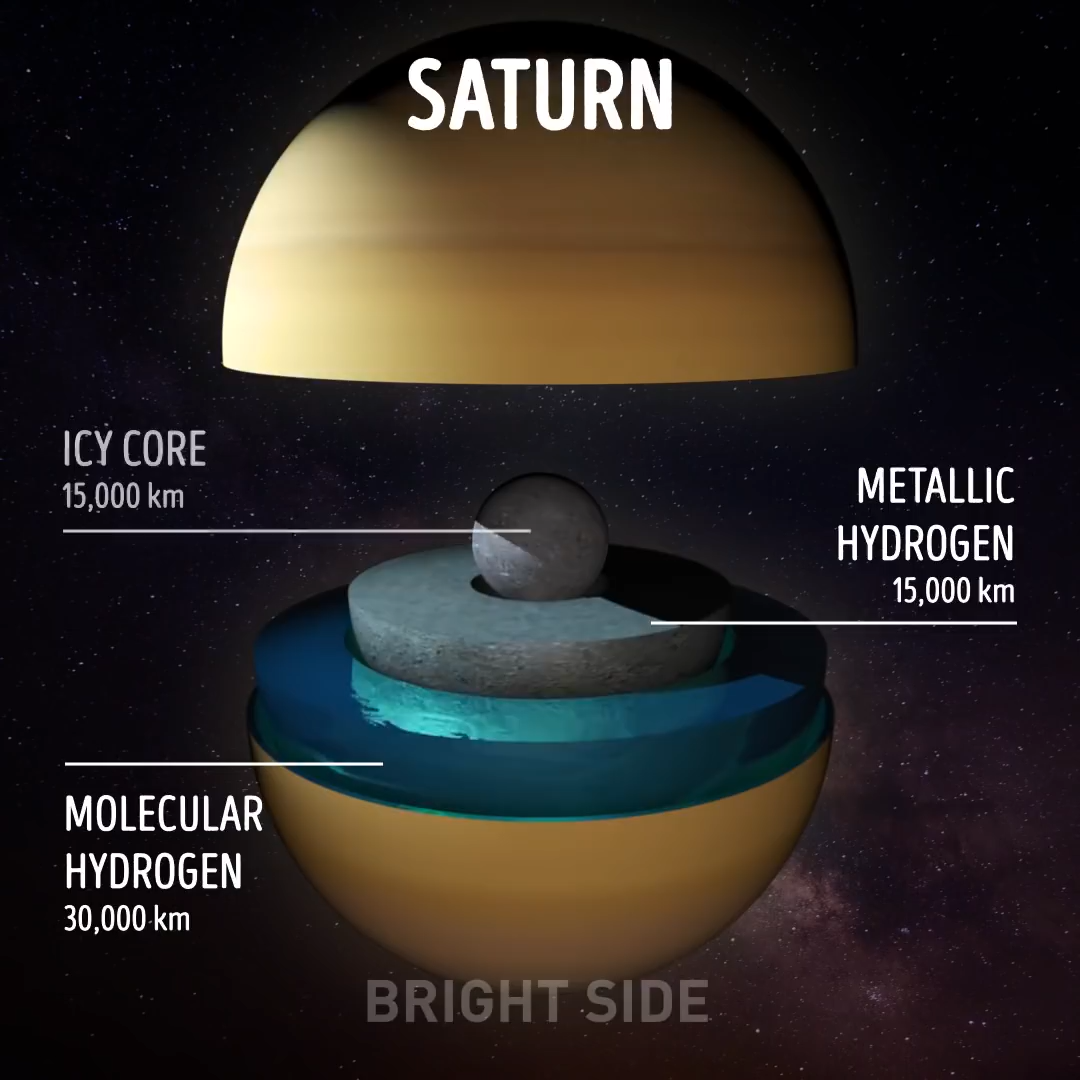 SATURN
ICY CORE
15,000 km
METALLIC
HYDROGEN
15,000 km
MOLECULAR
HYDROGEN
30,000 km
BRIGHT SIDE